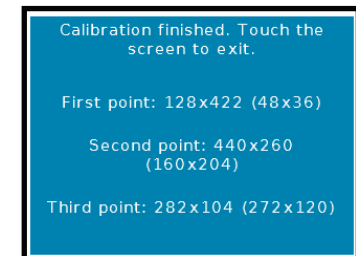 Calibration finished. Touch the
screen to exit.
First point: 128x422 (48x36)
Second point: 440x260
(160x204)
Third point: 282x104 (272x120)